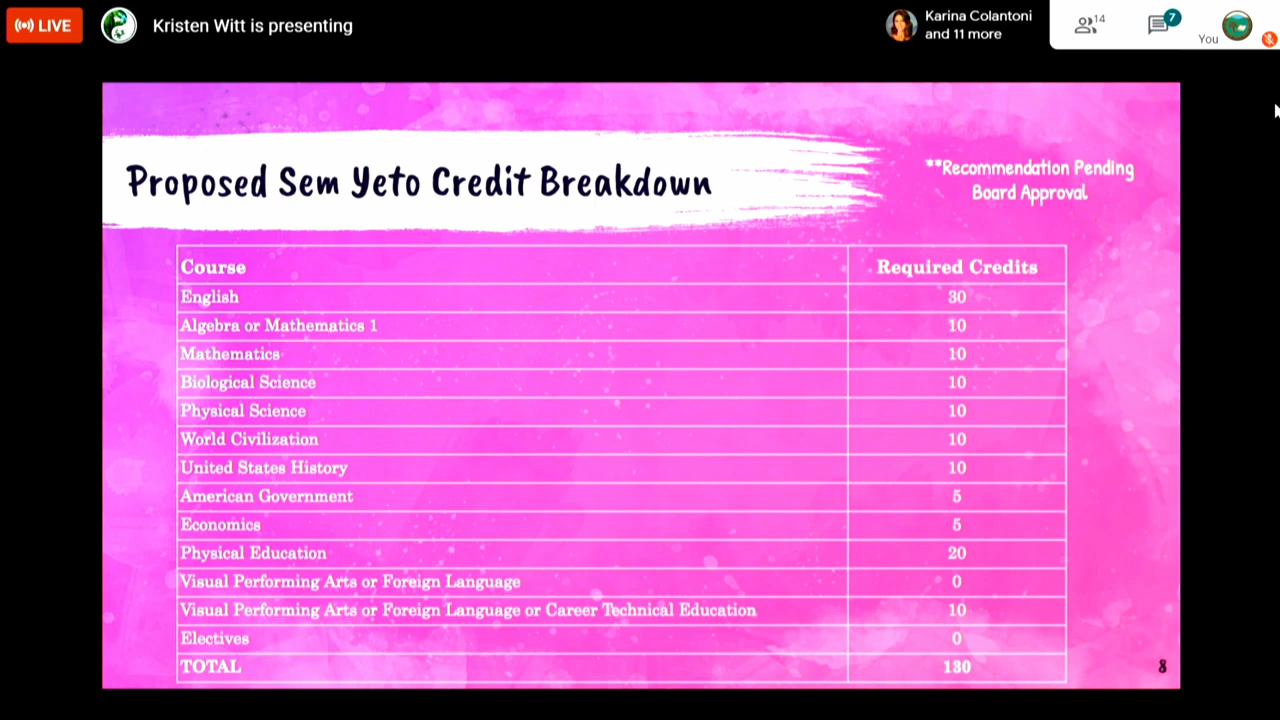 LIVE
Kristen Witt is presenting
Karina Colantoni
and 11 more
14
7
You
Proposed Sem Yeto Credit Breakdown
**Recommendation Pending
Board Approval
Course Required Credits
English 30
Algebra or Mathematics 1 10
Mathematics 10
Biological Science 10
Physical Science 10
World Civilization 10
United States History 10
American Government 5
Economics 5
Physical Education 20
Visual Performing Arts or Foreign Language 0
Visual Performing Arts or Foreign Language or Career Technical Education 10
Electives 0
TOTAL 130
8